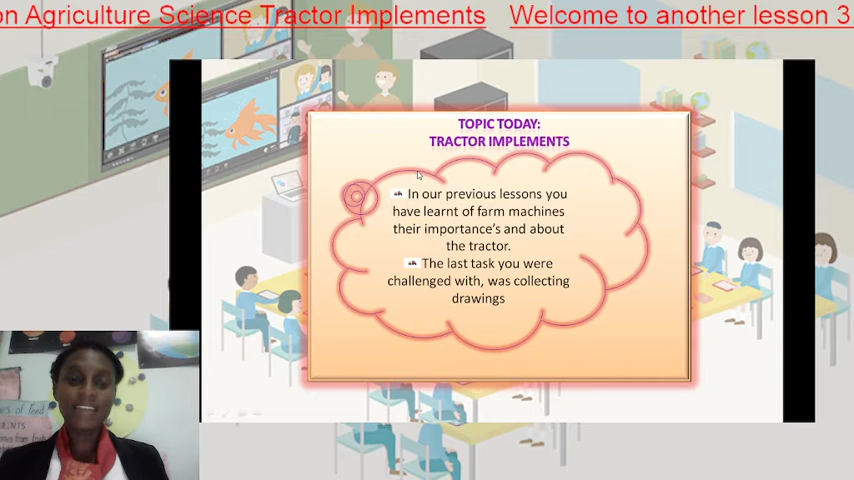 on Agriculture Science Tractor Implements Welcome to another lesson 3
TOPIC TODAY:
TRACTOR IMPLEMENTS
In our previous lessons you
have learnt of farm machines
their importance's and about
the tractor.
The last task you were
challenged with, was collecting
drawings
of Feed